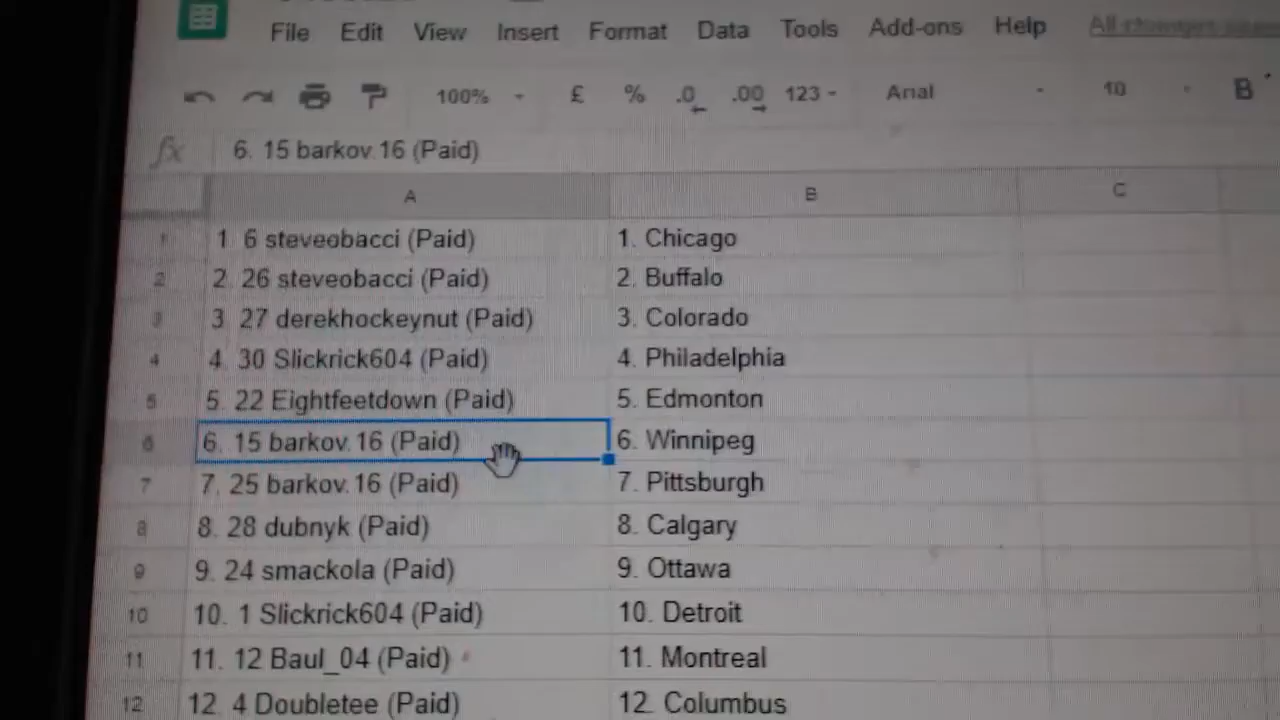 File Edit View Insert Format Data Tools Add-ons Help All changes
100% £ % .0 .00 123 Arial 10 B
fx 6. 15 barkov.16 (Paid)
A B C
1 1. 6 steveobacci (Paid) 1. Chicago
2 2. 26 steveobacci (Paid) 2. Buffalo
3 3. 27 derekhockeynut (Paid) 3. Colorado
4 4. 30 Slickrick604 (Paid) 4. Philadelphia
5 5. 22 Eightfeetdown (Paid) 5. Edmonton
6 6. 15 barkov.16 (Paid) 6. Winnipeg
7 7. 25 barkov.16 (Paid) 7. Pittsburgh
8 8. 28 dubnyk (Paid) 8. Calgary
9 9. 24 smackola (Paid) 9. Ottawa
10 10. 1 Slickrick604 (Paid) 10. Detroit
11 11. 12 Baul_04 (Paid) 11. Montreal
12 12. 4 Doubletee (Paid) 12. Columbus